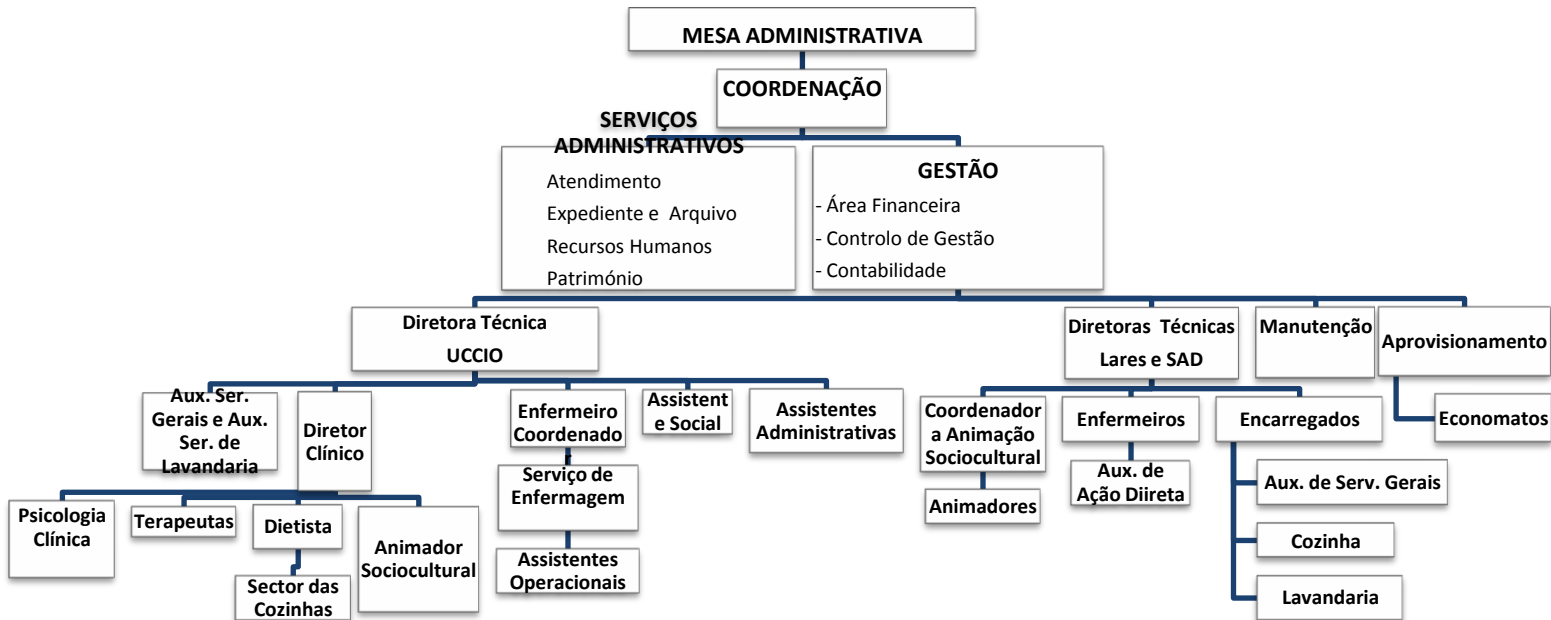 MESA ADMINISTRATIVA
COORDENAÇÃO
SERVIÇOS
ADMINISTRATIVOS
Atendimento
Expediente e Arquivo
Recursos Humanos
Património
GESTÃO
- Área Financeira
- Controlo de Gestão
- Contabilidade
Diretora Técnica
UCCIO
Diretoras Técnicas
Lares e SAD
Manutenção
Aprovisionamento
Aux. Ser.
Gerais e Aux.
Ser. de
Lavandaria
Diretor
Clínico
Enfermeiro
Coordenado
r
Assistent
e Social
Assistentes
Administrativas
Coordenador
a Animação
Sociocultural
Enfermeiros
Encarregados
Economatos
Psicologia
Clínica
Terapeutas
Dietista
Animador
Sociocultural
Sector das
Cozinhas
Serviço de
Enfermagem
Assistentes
Operacionais
Animadores
Aux. de
Ação Diireta
Aux. de Serv. Gerais
Cozinha
Lavandaria